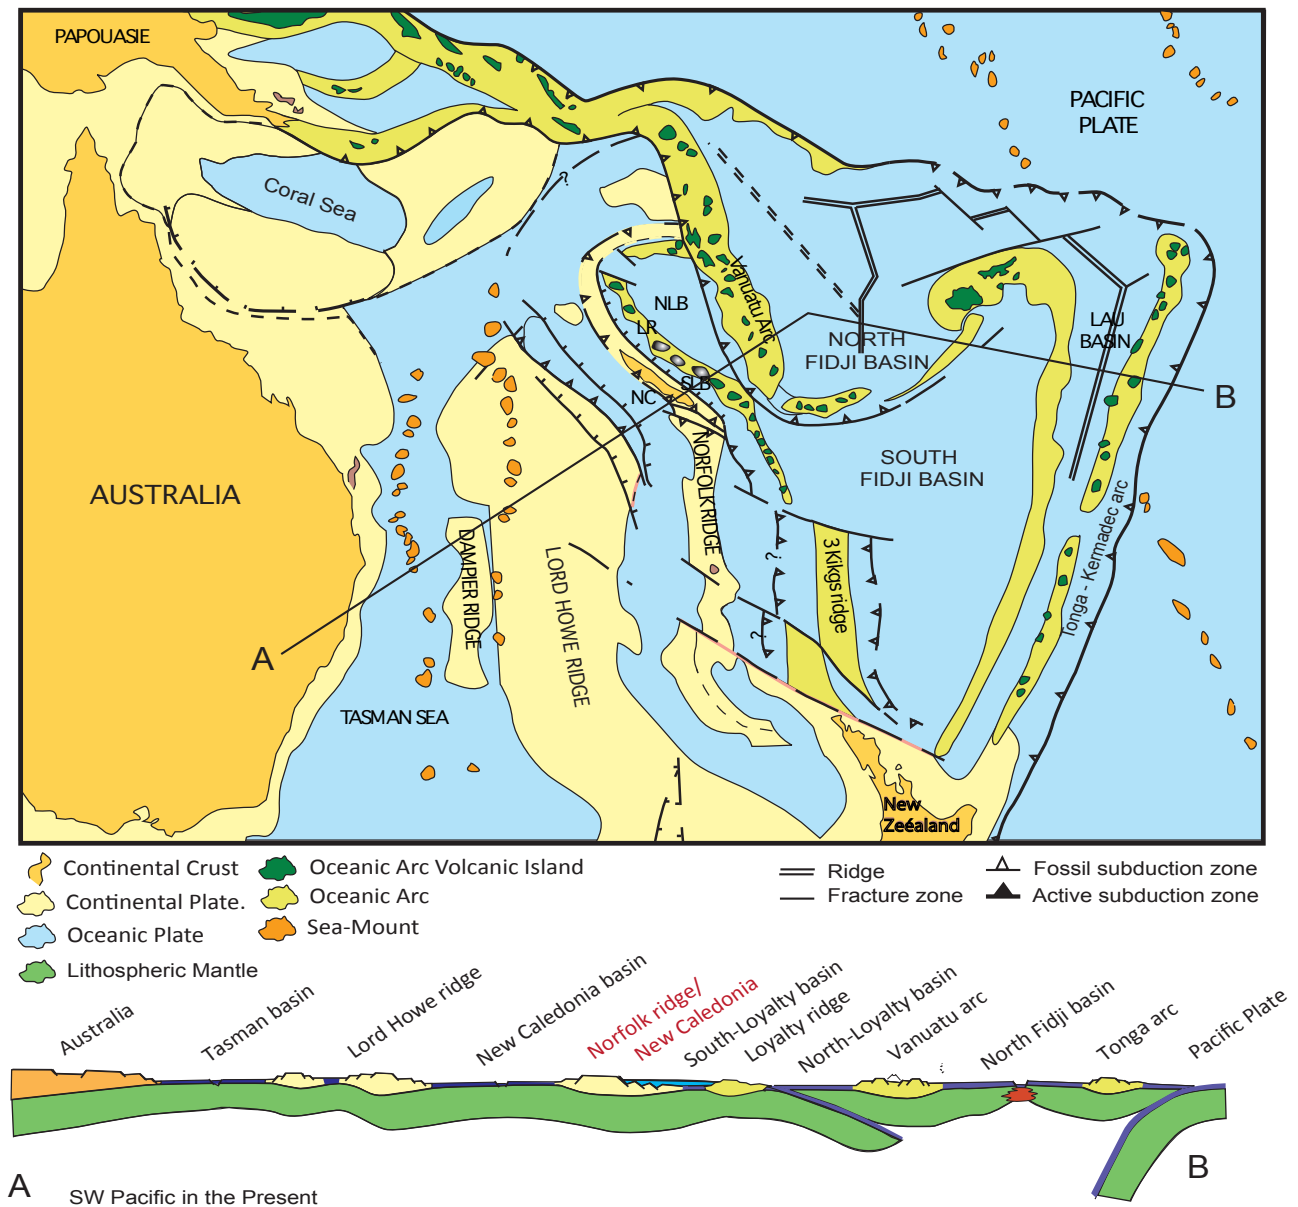 PAPOUASIE
PACIFIC
PLATE
Coral Sea
?
Vanuatu Arc
NLB
LR
SLB
NC
NORTH
FIDJI BASIN
LAU
BASIN
B
AUSTRALIA
NORFOLK RIDGE
SOUTH
FIDJI BASIN
DAMPIER RIDGE
LORD HOWE RIDGE
?
3 Kikgs ridge
Tonga - Kermadec arc
?
A
TASMAN SEA
New
Zeéaland
Continental Crust
Continental Plate.
Oceanic Plate
Lithospheric Mantle
Oceanic Arc Volcanic Island
Oceanic Arc
Sea-Mount
Ridge
Fracture zone
Fossil subduction zone
Active subduction zone
Australia
Tasman basin
Lord Howe ridge
New Caledonia basin
Norfolk ridge/
New Caledonia
South-Loyalty basin
Loyalty ridge
North-Loyalty basin
Vanuatu arc
North Fidji basin
Tonga arc
Pacific Plate
A
B
SW Pacific in the Present